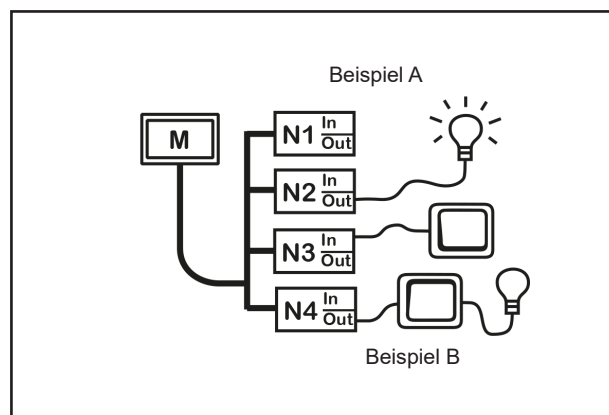 Beispiel A
M
N1 In
Out
N2 In
Out
N3 In
Out
N4 In
Out
Beispiel B